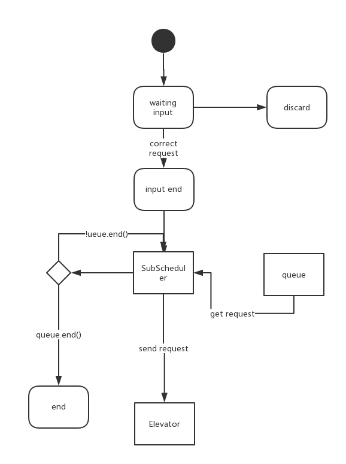 waiting
input
discard
correct
request
input end
!ueue.end()
SubSchedul
er
queue
get request
queue.end()
send request
end
Elevator